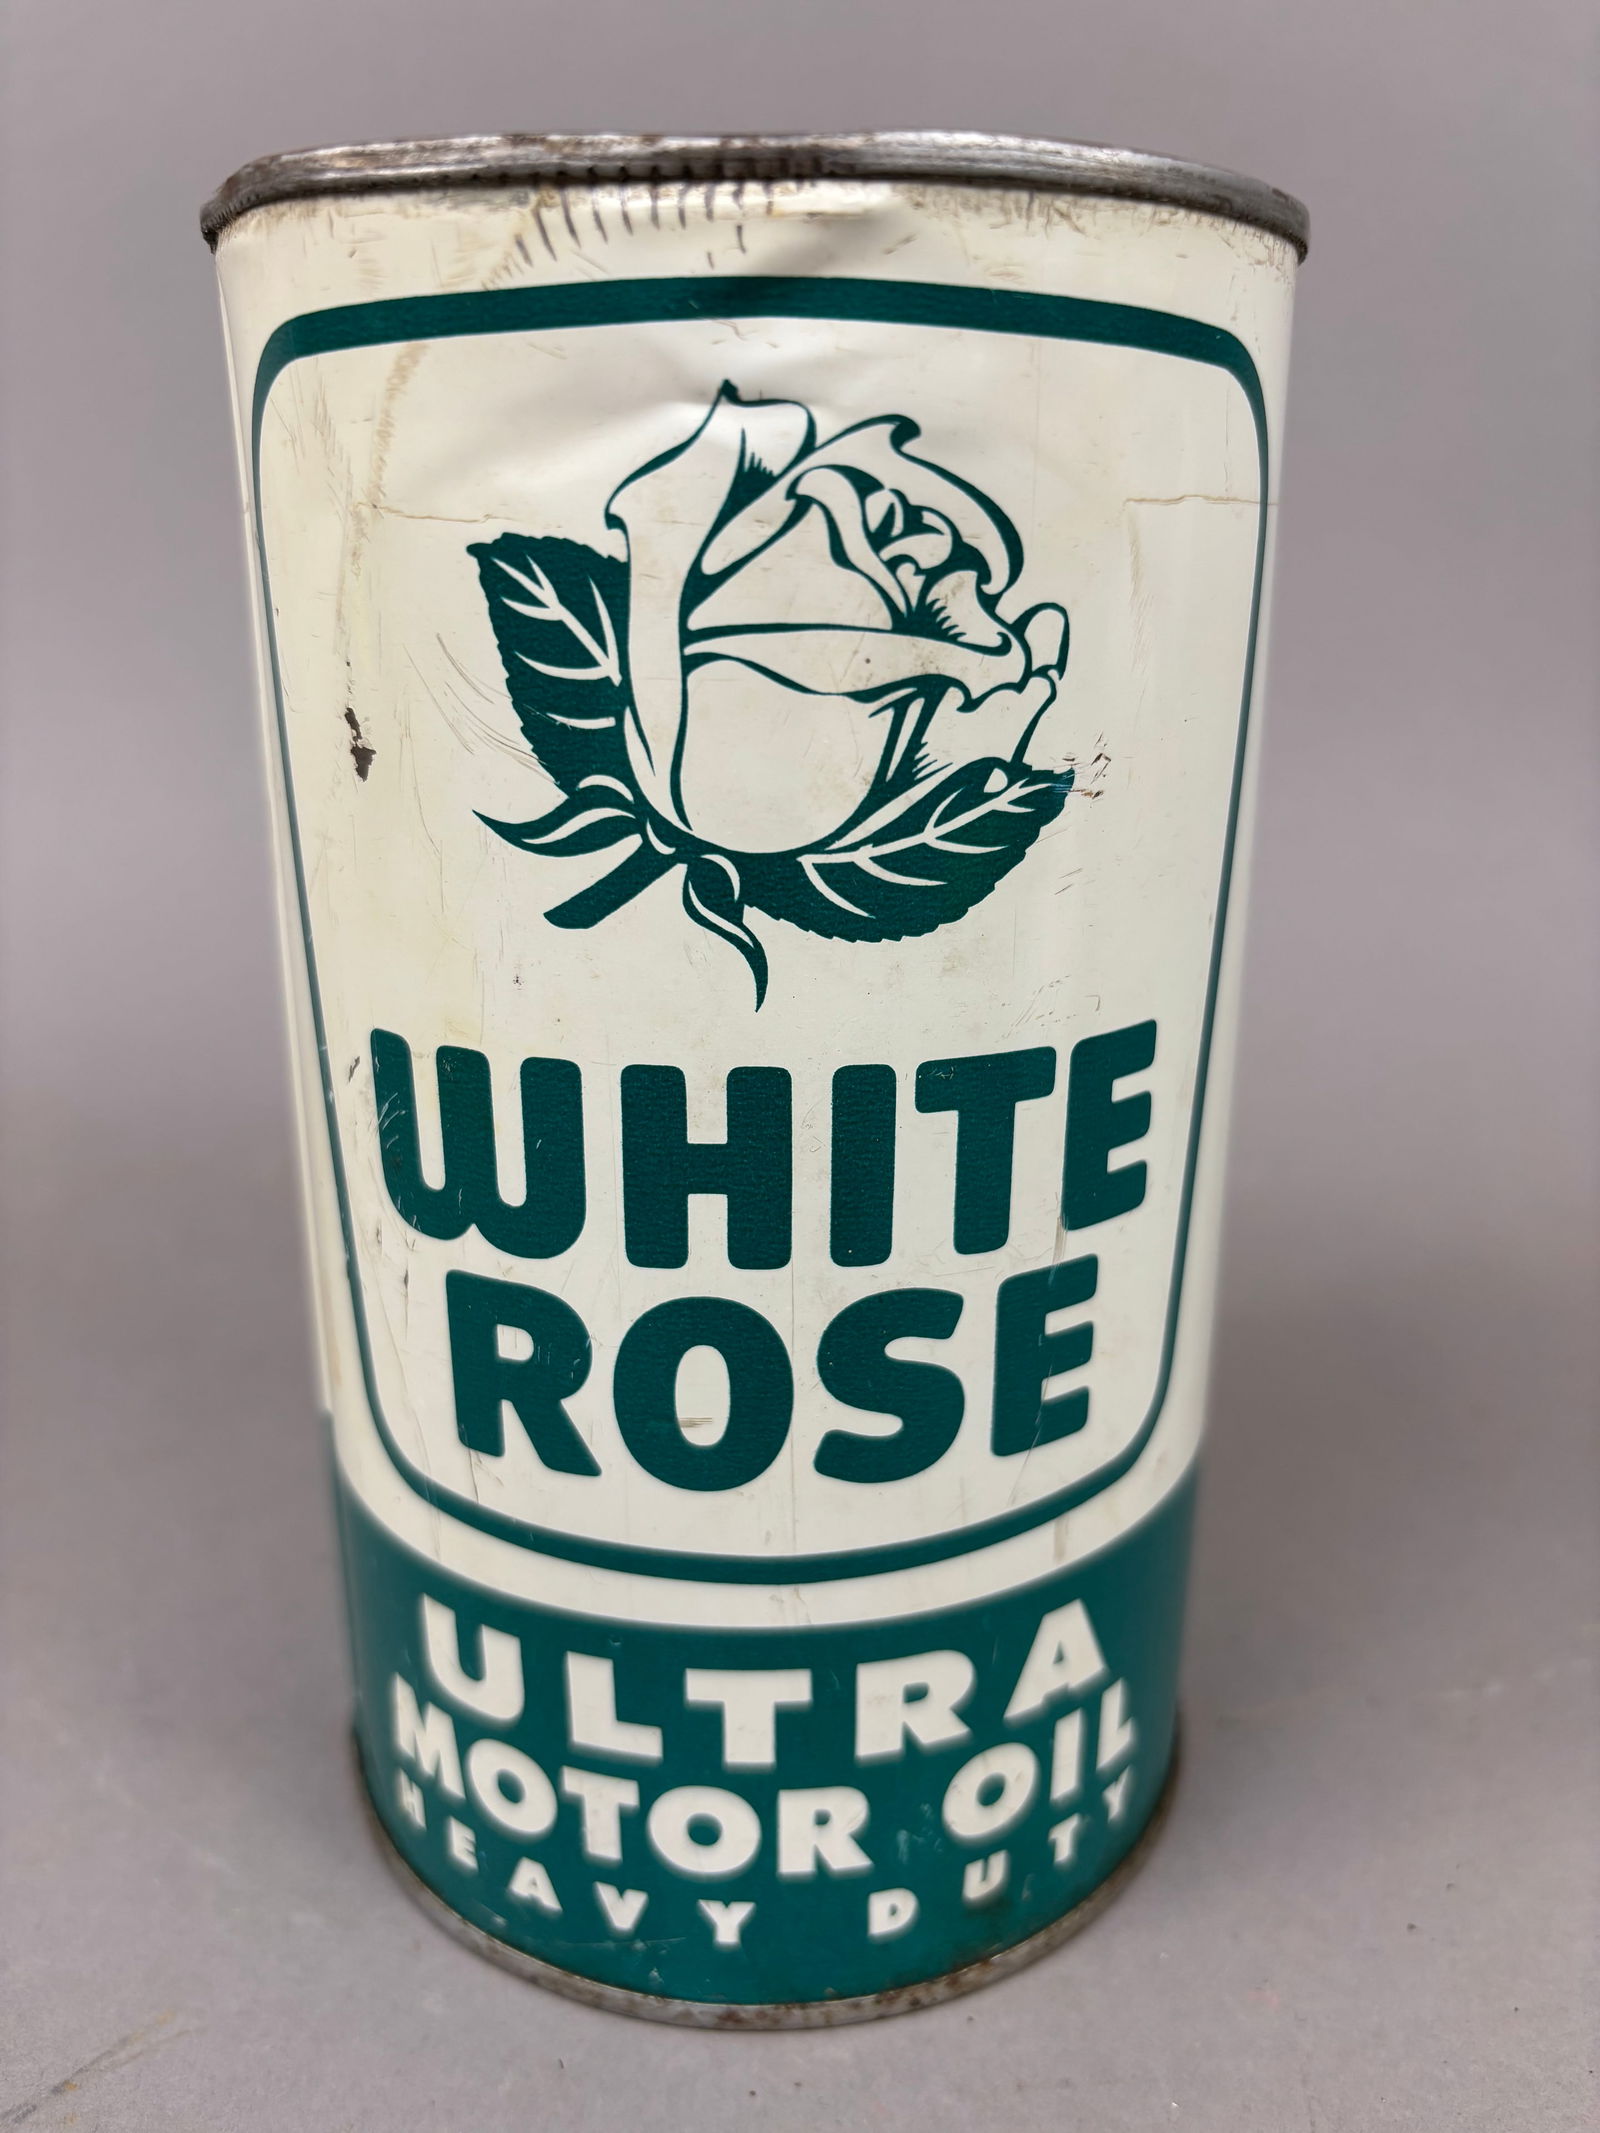 WHITE
ROSE
ULTRA
MOTOR OIL
HEAVY DUTY